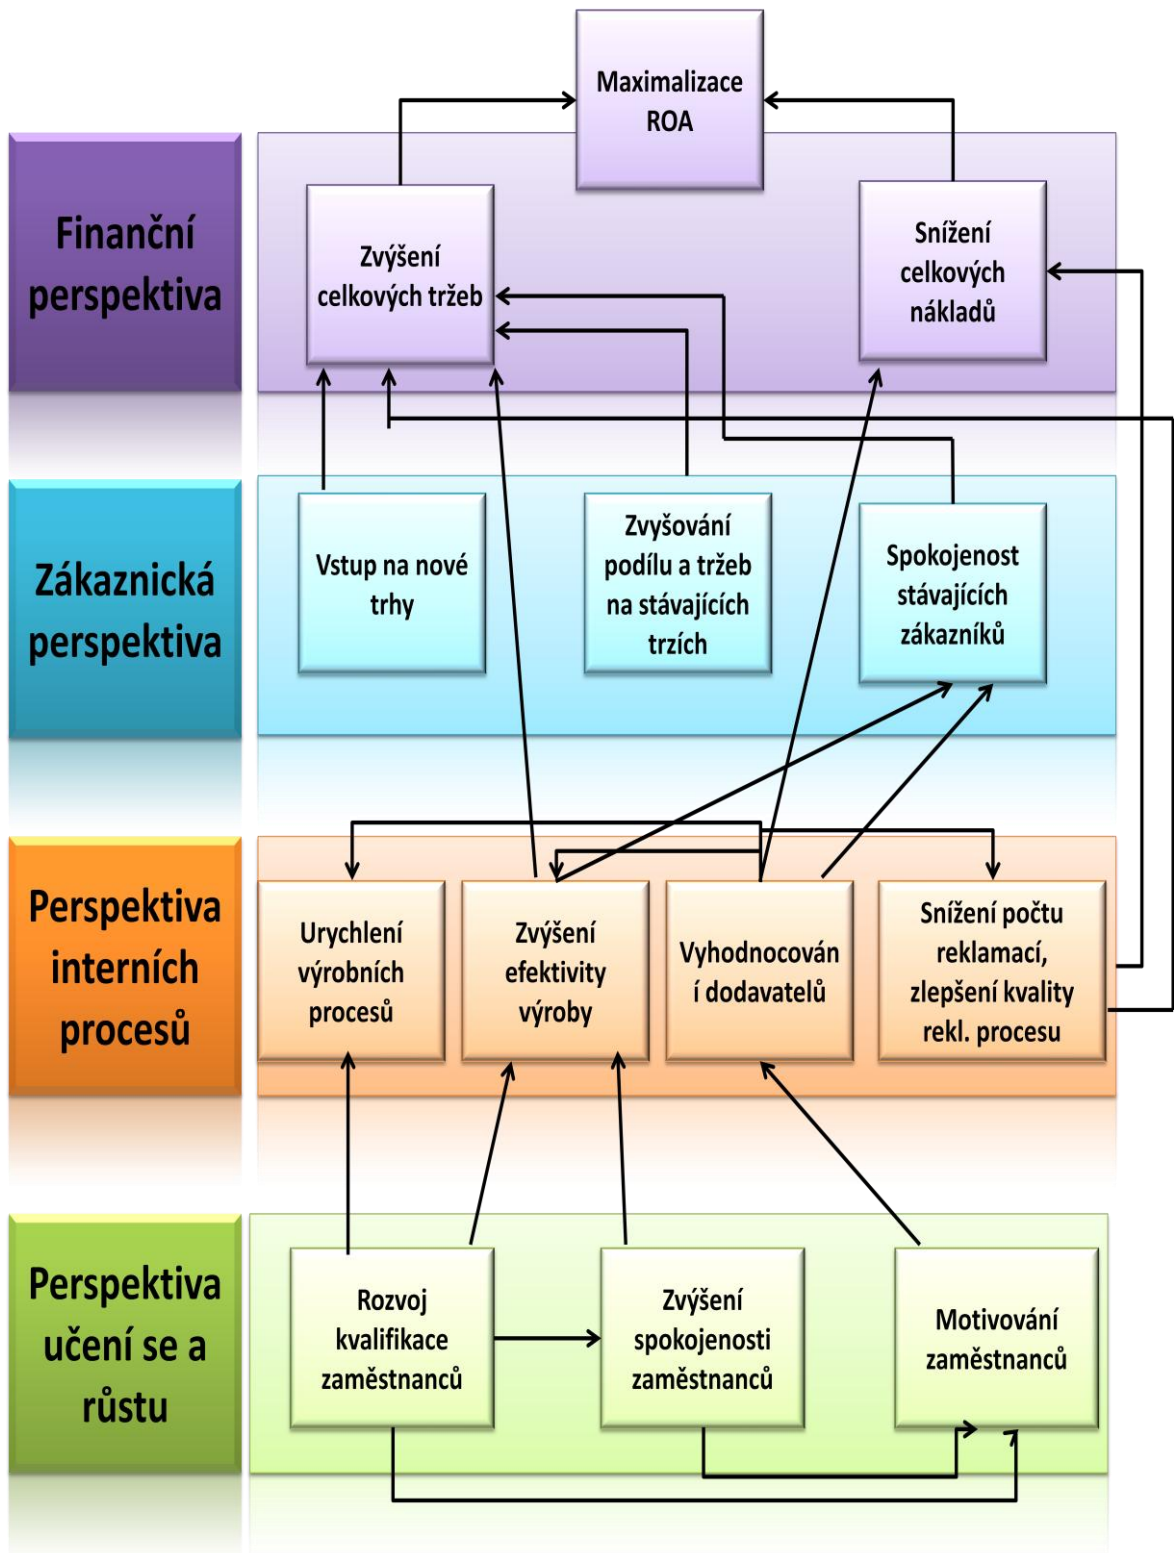 Maximalizace
ROA
Finanční
perspektiva
Zvýšení
celkových tržeb
Snížení
celkových
nákladů
Zákaznická
perspektiva
Vstup na nové
trhy
Zvyšování
podílu a tržeb
na stávajících
trzích
Spokojenost
stávajících
zákazníků
Perspektiva
interních
procesů
Urychlení
výrobních
procesů
Zvýšení
efektivity
výroby
Vyhodnocován
í dodavatelů
Snížení počtu
reklamací,
zlepšení kvality
rekl. procesu
Perspektiva
učení se a
růstu
Rozvoj
kvalifikace
zaměstnanců
Zvýšení
spokojenosti
zaměstnanců
Motivování
zaměstnanců